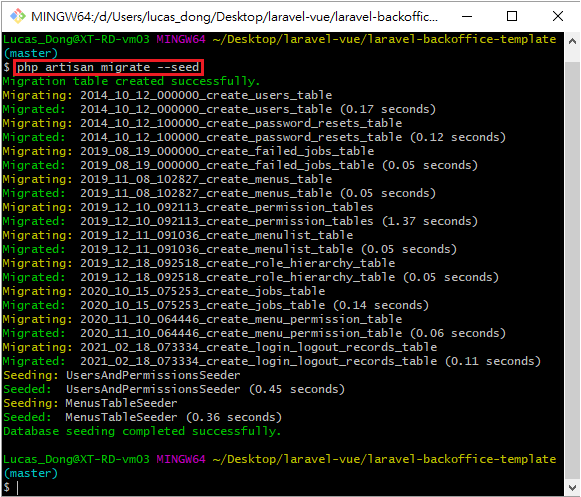 MINGW64:/d/Users/lucas_dong/Desktop/laravel-vue/laravel-backoffic...
Lucas_Dong@XT-RD-vm03 MINGW64 ~/Desktop/laravel-vue/laravel-backoffice-template
(master)
$ php artisan migrate --seed
Migration table created successfully.
Migrating: 2014_10_12_000000_create_users_table
Migrated:  2014_10_12_000000_create_users_table (0.17 seconds)
Migrating: 2014_10_12_100000_create_password_resets_table
Migrated:  2014_10_12_100000_create_password_resets_table (0.12 seconds)
Migrating: 2019_08_19_000000_create_failed_jobs_table
Migrated:  2019_08_19_000000_create_failed_jobs_table (0.05 seconds)
Migrating: 2019_11_08_102827_create_menus_table
Migrated:  2019_11_08_102827_create_menus_table (0.05 seconds)
Migrating: 2019_12_10_092113_create_permission_tables
Migrated:  2019_12_10_092113_create_permission_tables (1.37 seconds)
Migrating: 2019_12_11_091036_create_menulist_table
Migrated:  2019_12_11_091036_create_menulist_table (0.05 seconds)
Migrating: 2019_12_18_092518_create_role_hierarchy_table
Migrated:  2019_12_18_092518_create_role_hierarchy_table (0.05 seconds)
Migrating: 2020_10_15_075253_create_jobs_table
Migrated:  2020_10_15_075253_create_jobs_table (0.14 seconds)
Migrating: 2020_11_10_064446_create_menu_permission_table
Migrated:  2020_11_10_064446_create_menu_permission_table (0.06 seconds)
Migrating: 2021_02_18_073334_create_login_logout_records_table
Migrated:  2021_02_18_073334_create_login_logout_records_table (0.11 seconds)
Seeding: UsersAndPermissionsSeeder
Seeded:  UsersAndPermissionsSeeder (0.45 seconds)
Seeding: MenusTableSeeder
Seeded:  MenusTableSeeder (0.36 seconds)
Database seeding completed successfully.
Lucas_Dong@XT-RD-vm03 MINGW64 ~/Desktop/laravel-vue/laravel-backoffice-template
(master)
$